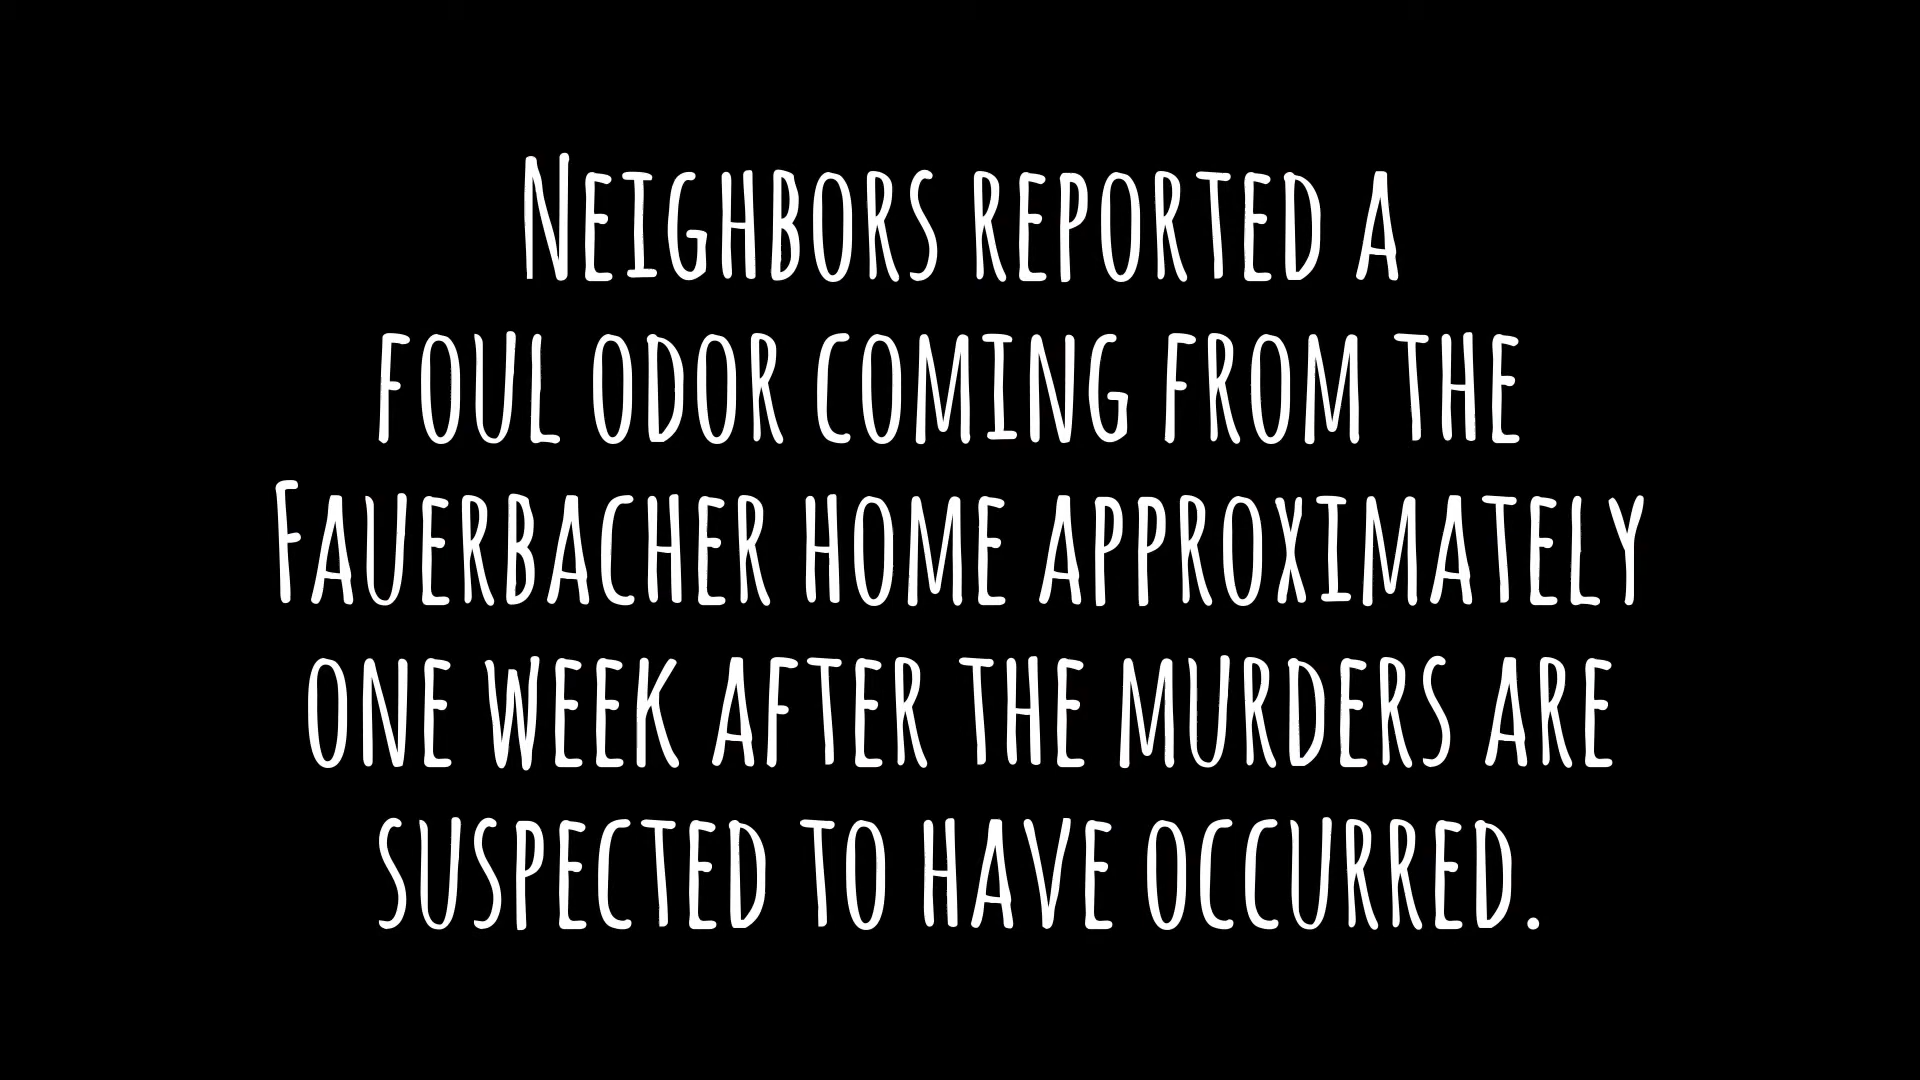 Neighbors reported a
foul odor coming from the
Fauerbacher home approximately
one week after the murders are
suspected to have occurred.